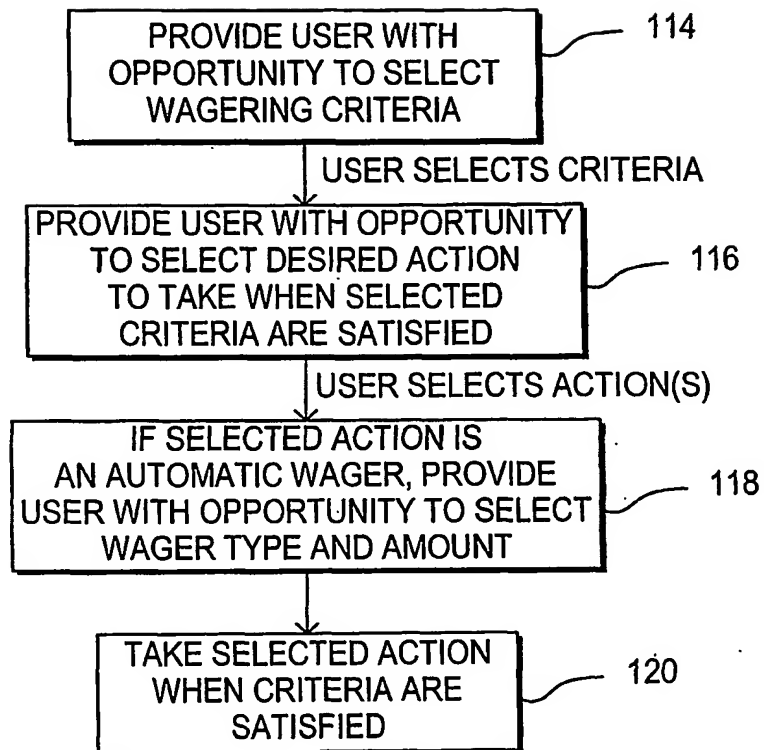 PROVIDE USER WITH
OPPORTUNITY TO SELECT
WAGERING CRITERIA
114
USER SELECTS CRITERIA
PROVIDE USER WITH OPPORTUNITY
TO SELECT DESIRED ACTION
TO TAKE WHEN SELECTED
CRITERIA ARE SATISFIED
116
USER SELECTS ACTION(S)
IF SELECTED ACTION IS
AN AUTOMATIC WAGER, PROVIDE
USER WITH OPPORTUNITY TO SELECT
WAGER TYPE AND AMOUNT
118
TAKE SELECTED ACTION
WHEN CRITERIA ARE
SATISFIED
120